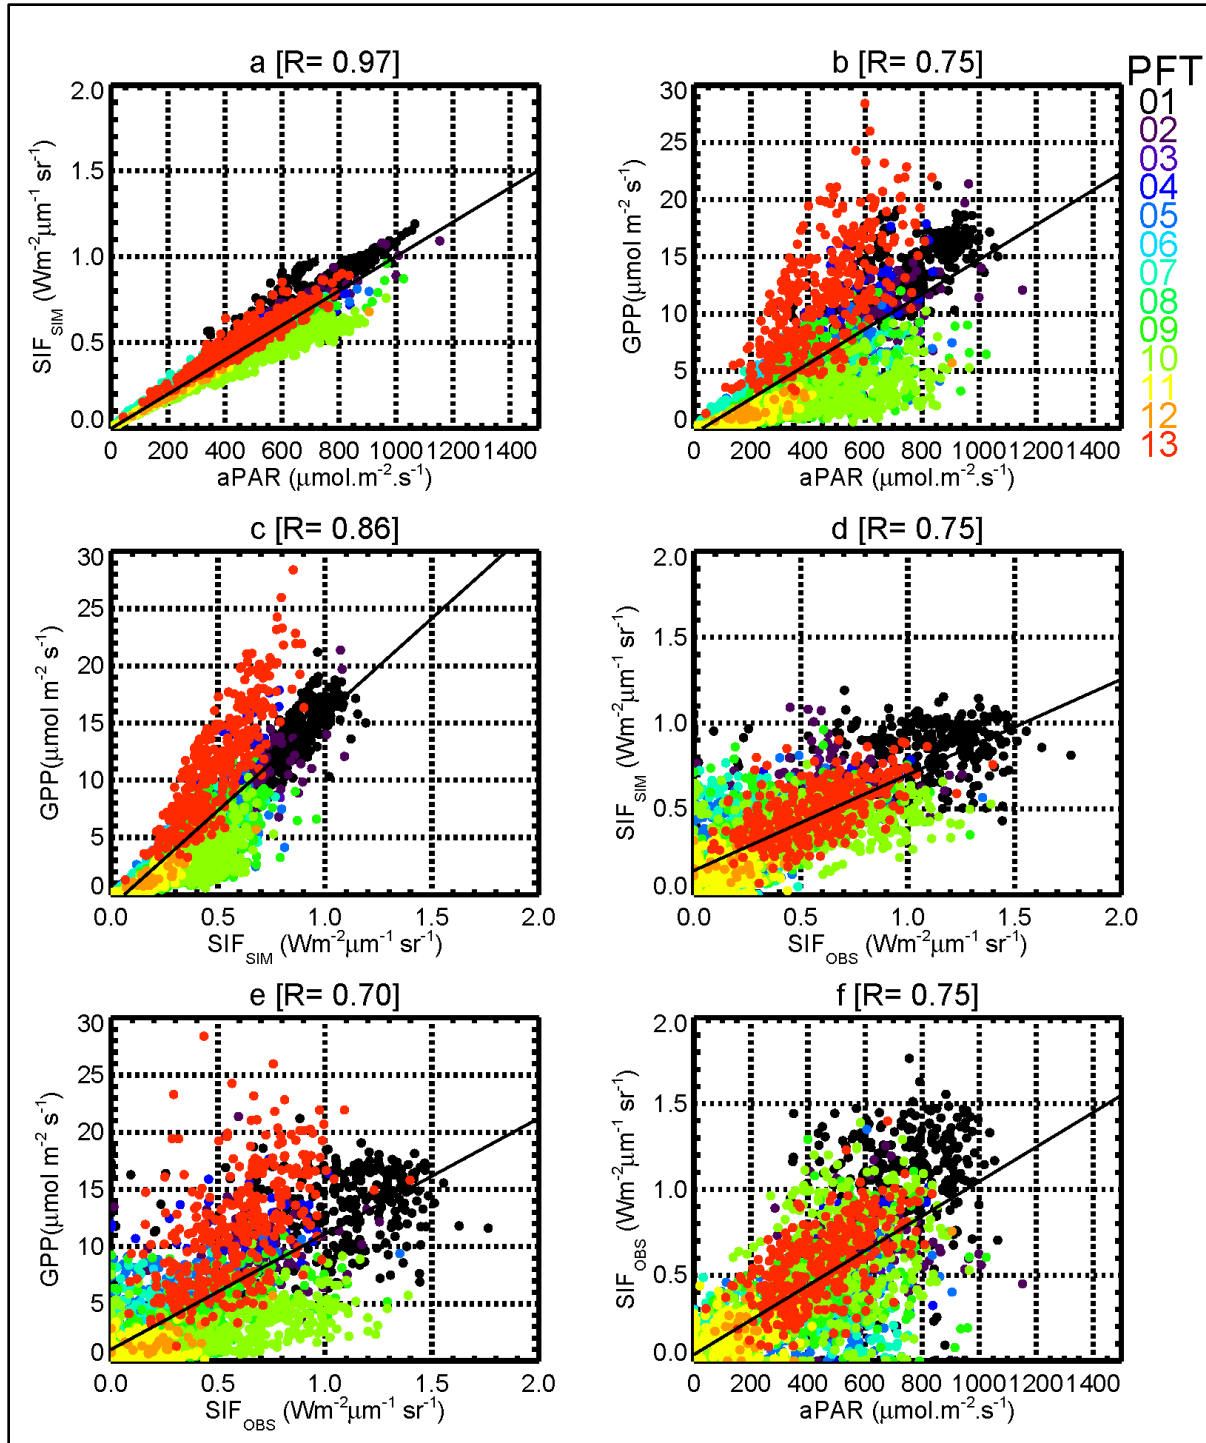 a [R= 0.97]
2.0
1.5
1.0
0.5
0.0
SIF_SIM (Wm⁻²μm⁻¹ sr⁻¹)
0 200 400 600 800 1000 1200 1400
aPAR (μmol.m⁻².s⁻¹)
b [R= 0.75]
30
25
20
15
10
5
0
GPP(μmol m⁻² s⁻¹)
0 200 400 600 800 1000 1200 1400
aPAR (μmol.m⁻².s⁻¹)
PFT
01
02
03
04
05
06
07
08
09
10
11
12
13
c [R= 0.86]
30
25
20
15
10
5
0
GPP(μmol m⁻² s⁻¹)
0.0 0.5 1.0 1.5 2.0
SIF_SIM (Wm⁻²μm⁻¹ sr⁻¹)
d [R= 0.75]
2.0
1.5
1.0
0.5
0.0
SIF_SIM (Wm⁻²μm⁻¹ sr⁻¹)
0.0 0.5 1.0 1.5 2.0
SIF_OBS (Wm⁻²μm⁻¹ sr⁻¹)
e [R= 0.70]
30
25
20
15
10
5
0
GPP(μmol m⁻² s⁻¹)
0.0 0.5 1.0 1.5 2.0
SIF_OBS (Wm⁻²μm⁻¹ sr⁻¹)
f [R= 0.75]
2.0
1.5
1.0
0.5
0.0
SIF_OBS (Wm⁻²μm⁻¹ sr⁻¹)
0 200 400 600 800 1000 1200 1400
aPAR (μmol.m⁻².s⁻¹)